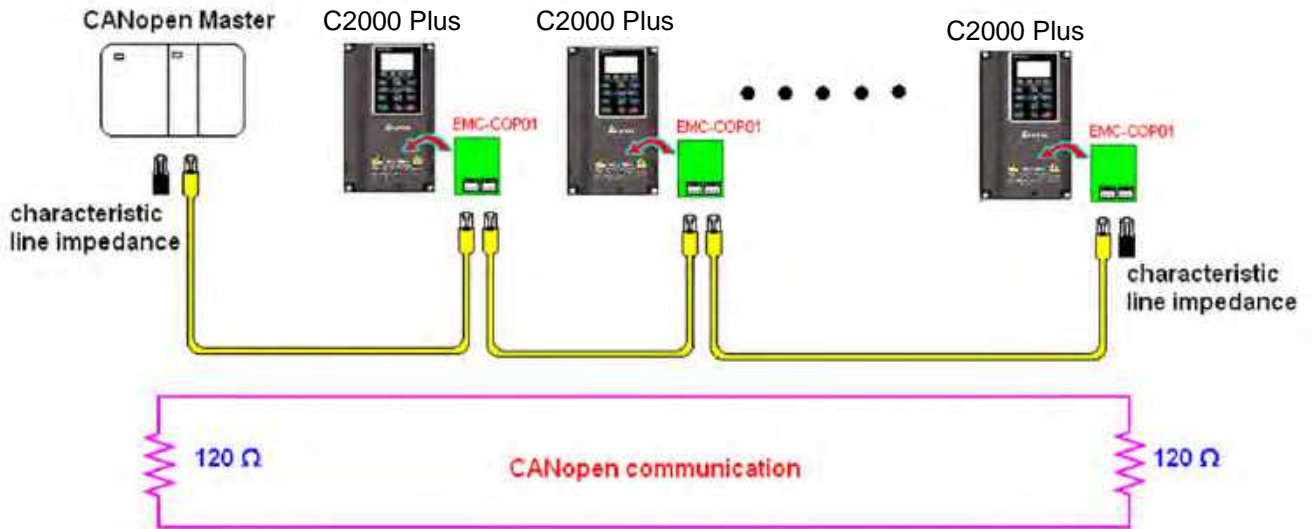 CANopen Master
C2000 Plus
C2000 Plus
C2000 Plus
EMC-COP01
EMC-COP01
EMC-COP01
characteristic
line impedance
characteristic
line impedance
120 Ω
CANopen communication
120 Ω